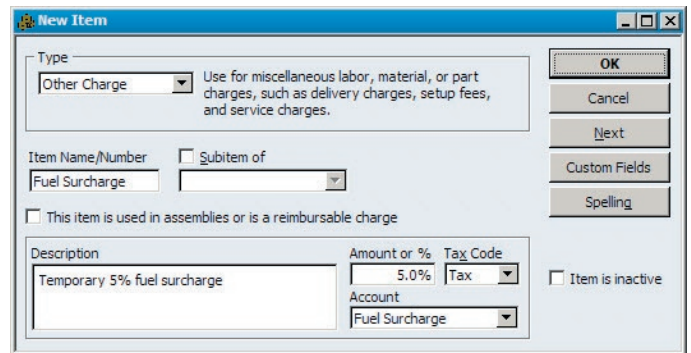 New Item
Type
Other Charge
Use for miscellaneous labor, material, or part
charges, such as delivery charges, setup fees,
and service charges.
OK
Cancel
Next
Custom Fields
Spelling
Item Name/Number
Subitem of
Fuel Surcharge
This item is used in assemblies or is a reimbursable charge
Description
Amount or %
Tax Code
Temporary 5% fuel surcharge
5.0%
Tax
Item is inactive
Account
Fuel Surcharge